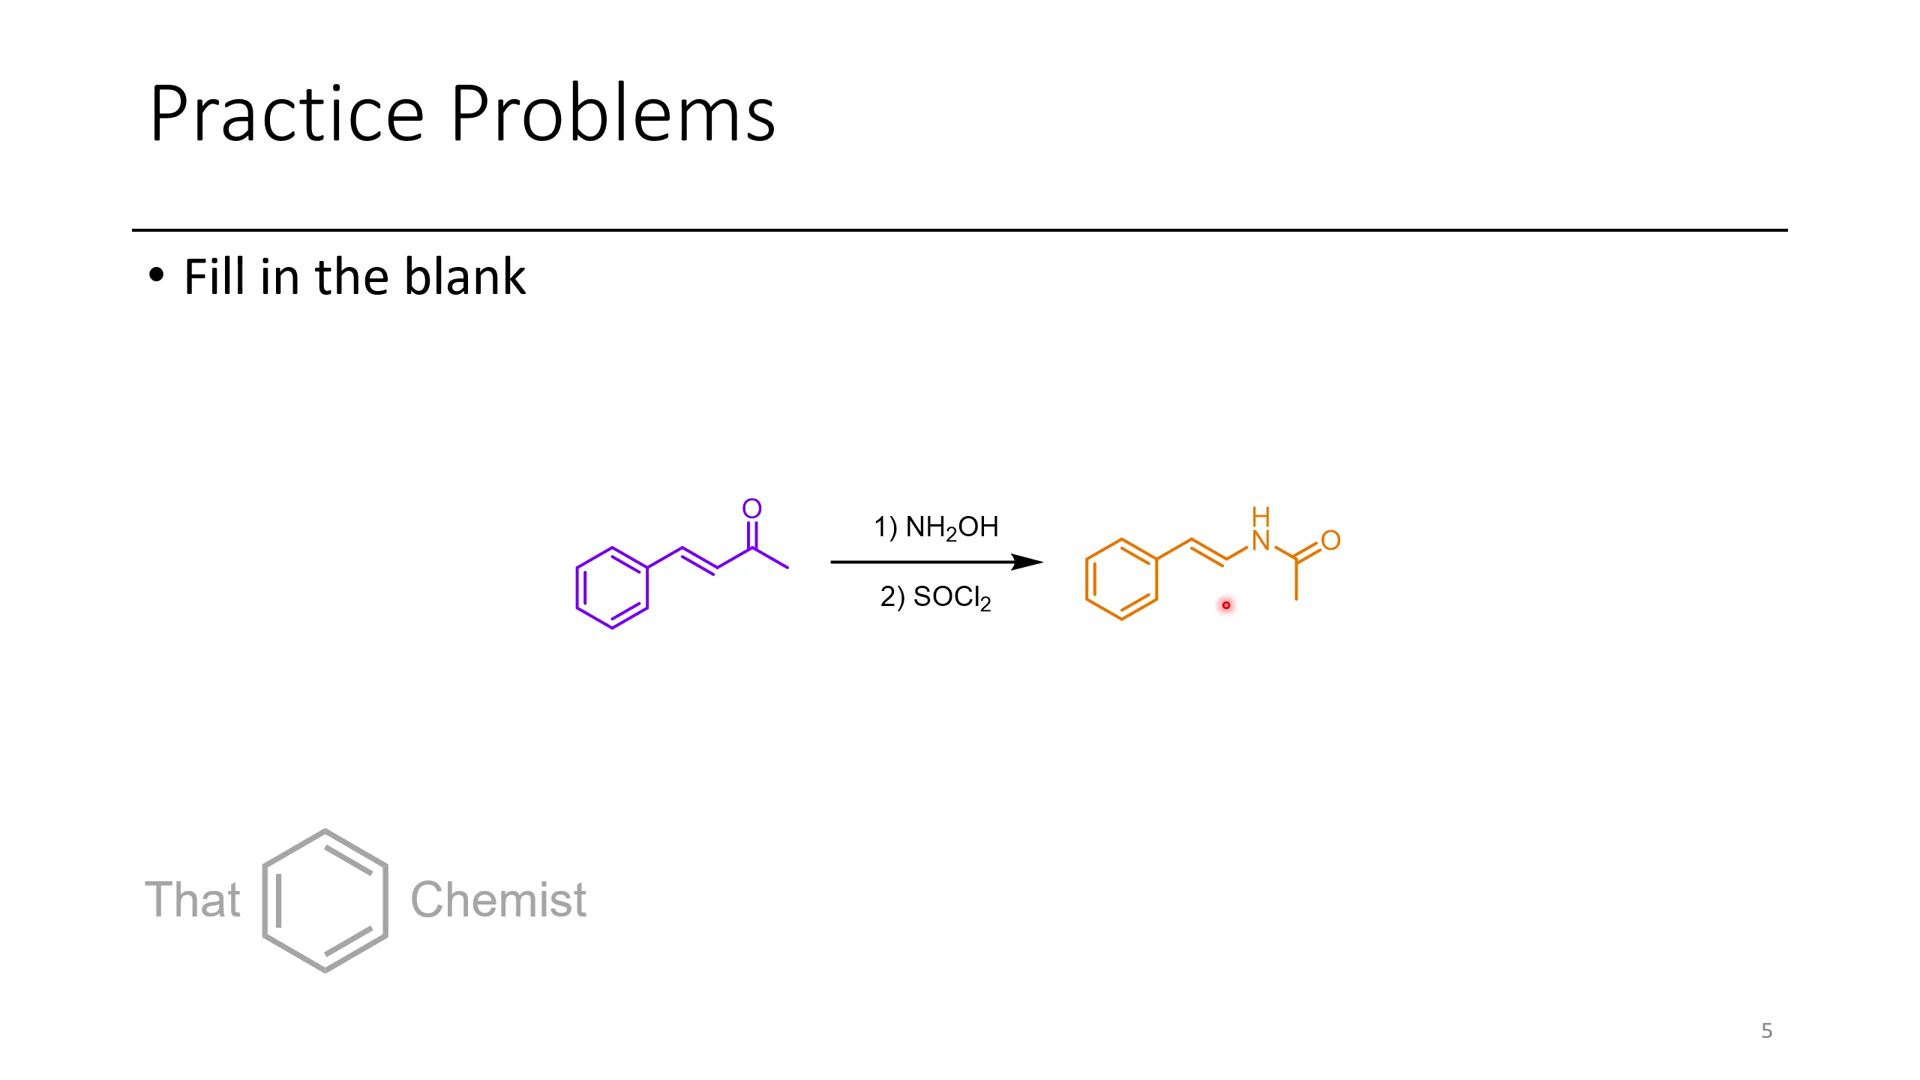 Practice Problems
• Fill in the blank
O
1) NH₂OH
2) SOCl₂
H
N
O
That Chemist
5